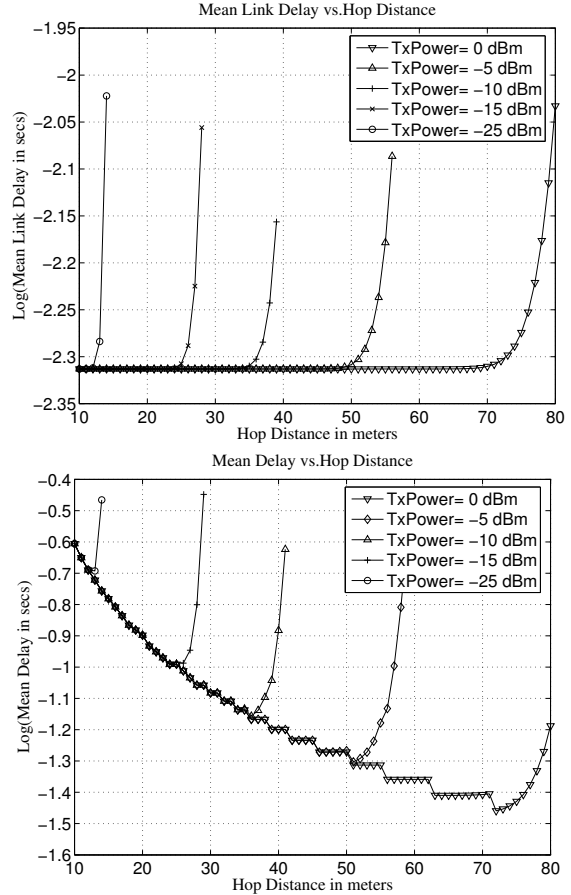 Mean Link Delay vs.Hop Distance
−1.95
−2
−2.05
−2.1
−2.15
−2.2
−2.25
−2.3
−2.35
Log(Mean Link Delay in secs)
TxPower= 0 dBm
TxPower= −5 dBm
TxPower= −10 dBm
TxPower= −15 dBm
TxPower= −25 dBm
10 20 30 40 50 60 70 80
Hop Distance in meters
Mean Delay vs.Hop Distance
−0.4
−0.5
−0.6
−0.7
−0.8
−0.9
−1
−1.1
−1.2
−1.3
−1.4
−1.5
−1.6
Log(Mean Delay in secs)
TxPower= 0 dBm
TxPower= −5 dBm
TxPower= −10 dBm
TxPower= −15 dBm
TxPower= −25 dBm
10 20 30 40 50 60 70 80
Hop Distance in meters